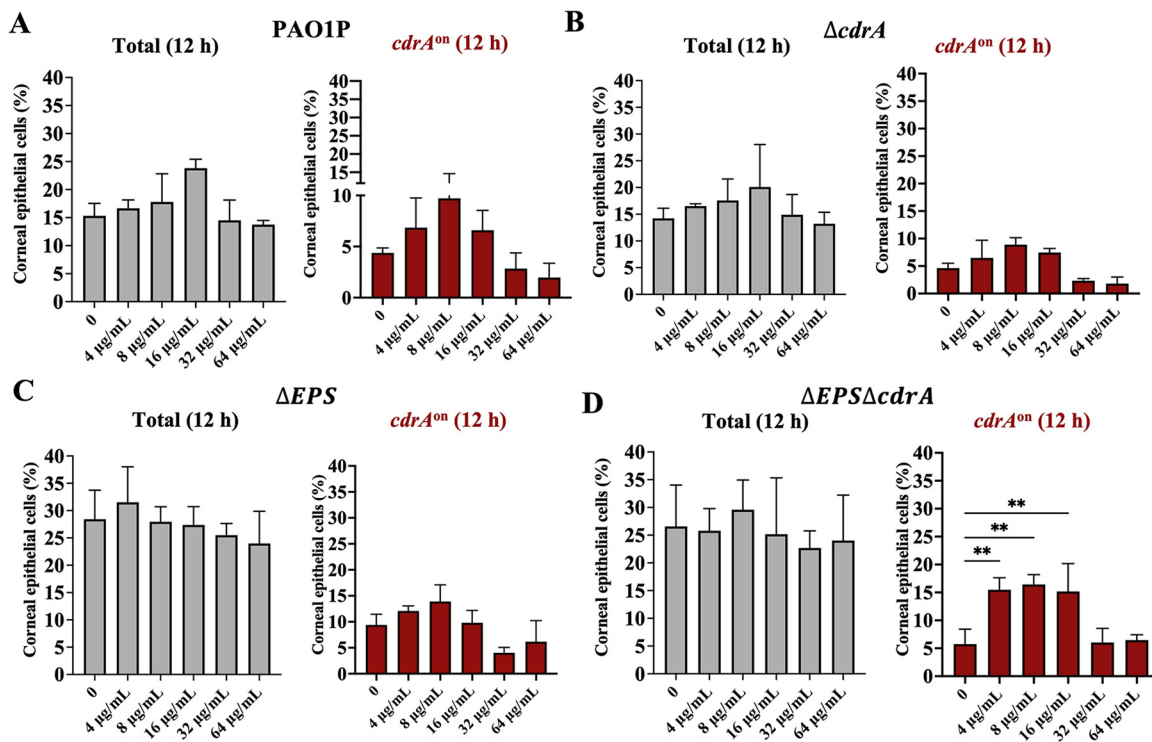 A
PAO1P
Total (12 h)
cdrAᵒⁿ (12 h)
Corneal epithelial cells (%)
40
35
30
25
20
15
10
5
0
0
4 µg/mL
8 µg/mL
16 µg/mL
32 µg/mL
64 µg/mL
Corneal epithelial cells (%)
40
35
30
25
20
15
10
10
5
0
0
4 µg/mL
8 µg/mL
16 µg/mL
32 µg/mL
64 µg/mL
B
ΔcdrA
Total (12 h)
cdrAᵒⁿ (12 h)
Corneal epithelial cells (%)
40
35
30
25
20
15
10
5
0
0
4 µg/mL
8 µg/mL
16 µg/mL
32 µg/mL
64 µg/mL
Corneal epithelial cells (%)
40
35
30
25
20
15
10
5
0
0
4 µg/mL
8 µg/mL
16 µg/mL
32 µg/mL
64 µg/mL
C
ΔEPS
Total (12 h)
cdrAᵒⁿ (12 h)
Corneal epithelial cells (%)
40
35
30
25
20
15
10
5
0
0
4 µg/mL
8 µg/mL
16 µg/mL
32 µg/mL
64 µg/mL
Corneal epithelial cells (%)
40
35
30
25
20
15
10
5
0
0
4 µg/mL
8 µg/mL
16 µg/mL
32 µg/mL
64 µg/mL
D
ΔEPSΔcdrA
Total (12 h)
cdrAᵒⁿ (12 h)
Corneal epithelial cells (%)
40
35
30
25
20
15
10
5
0
0
4 µg/mL
8 µg/mL
16 µg/mL
32 µg/mL
64 µg/mL
Corneal epithelial cells (%)
40
35
30
25
20
15
10
5
0
**
**
**
0
4 µg/mL
8 µg/mL
16 µg/mL
32 µg/mL
64 µg/mL